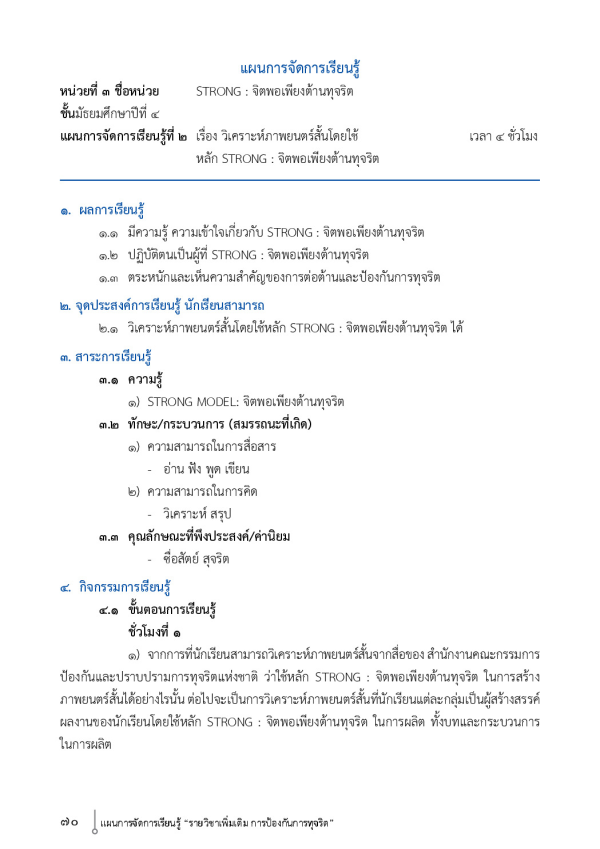 แผนการจัดการเรียนรู้
หน่วยที่ ๓ ชื่อหน่วย STRONG : จิตพอเพียงต้านทุจริต
ชั้นมัธยมศึกษาปีที่ ๔
แผนการจัดการเรียนรู้ที่ ๒ เรื่อง วิเคราะห์ภาพยนตร์สั้นโดยใช้ เวลา ๔ ชั่วโมง
หลัก STRONG : จิตพอเพียงต้านทุจริต
๑. ผลการเรียนรู้
๑.๑ มีความรู้ ความเข้าใจเกี่ยวกับ STRONG : จิตพอเพียงต้านทุจริต
๑.๒ ปฏิบัติตนเป็นผู้ที่ STRONG : จิตพอเพียงต้านทุจริต
๑.๓ ตระหนักและเห็นความสำคัญของการต่อต้านและป้องกันการทุจริต
๒. จุดประสงค์การเรียนรู้ นักเรียนสามารถ
๒.๑ วิเคราะห์ภาพยนตร์สั้นโดยใช้หลัก STRONG : จิตพอเพียงต้านทุจริต ได้
๓. สาระการเรียนรู้
๓.๑ ความรู้
๑) STRONG MODEL: จิตพอเพียงต้านทุจริต
๓.๒ ทักษะ/กระบวนการ (สมรรถนะที่เกิด)
๑) ความสามารถในการสื่อสาร
- อ่าน ฟัง พูด เขียน
๒) ความสามารถในการคิด
- วิเคราะห์ สรุป
๓.๓ คุณลักษณะที่พึงประสงค์/ค่านิยม
- ซื่อสัตย์ สุจริต
๔. กิจกรรมการเรียนรู้
๔.๑ ขั้นตอนการเรียนรู้
ชั่วโมงที่ ๑
๑) จากการที่นักเรียนสามารถวิเคราะห์ภาพยนตร์สั้นจากสื่อของ สำนักงานคณะกรรมการ
ป้องกันและปราบปรามการทุจริตแห่งชาติ ว่าใช้หลัก STRONG : จิตพอเพียงต้านทุจริต ในการสร้าง
ภาพยนตร์สั้นได้อย่างไรนั้น ต่อไปจะเป็นการวิเคราะห์ภาพยนตร์สั้นที่นักเรียนแต่ละกลุ่มเป็นผู้สร้างสรรค์
ผลงานของนักเรียนโดยใช้หลัก STRONG : จิตพอเพียงต้านทุจริต ในการผลิต ทั้งบทและกระบวนการ
ในการผลิต
๗๐ แผนการจัดการเรียนรู้ “รายวิชาเพิ่มเติม การป้องกันการทุจริต”